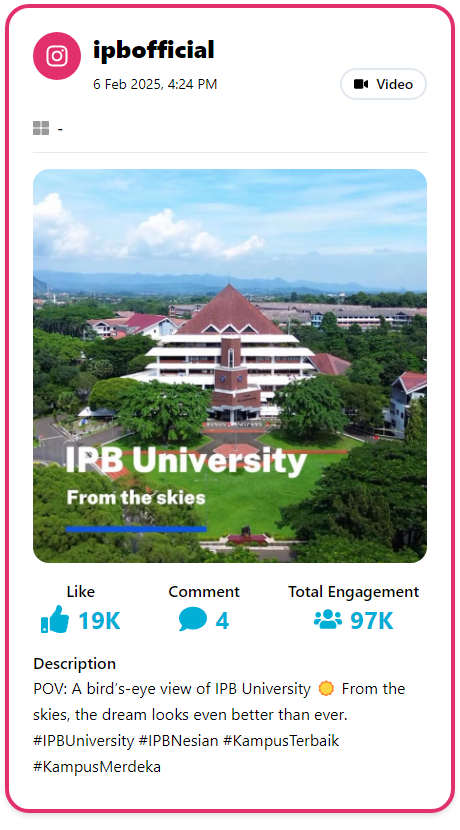 ipbofficial
6 Feb 2025, 4:24 PM
Video
-
IPB University
From the skies
Like
Comment
Total Engagement
19K
4
97K
Description
POV: A bird's-eye view of IPB University 🌞 From the
skies, the dream looks even better than ever.
#IPBUniversity #IPBNesian #KampusTerbaik
#KampusMerdeka